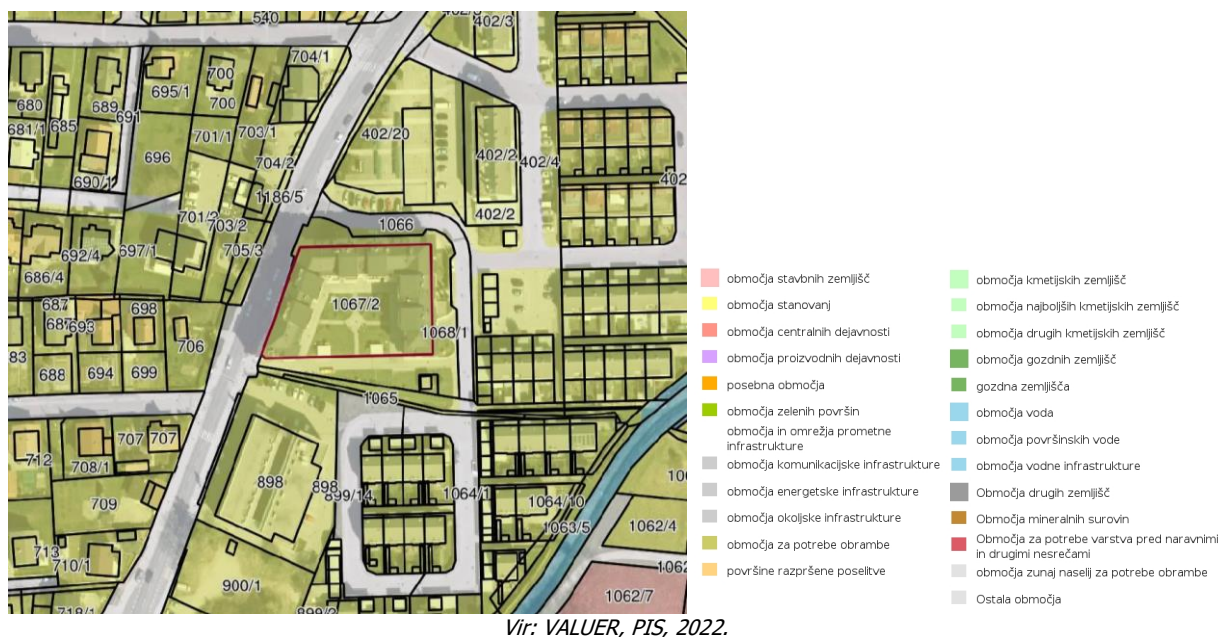 540
402/3
704/1
680
689
695/1
700
700
691
681/1
685
701/1
703/1
402/20
402/2
402/4
696
704/2
690/1
1186/5
402/2
1066
703/2
692/4
697/1
705/3
686/4
1067/2
1068/1
687
698
693
706
83
688
694
699
1065
707
707
712
708/1
898
898
899/14
1064/1
1064/10
709
1063/5
1062/4
713
710/1
900/1
1062/7
718/1
območja stavbnih zemljišč
območja stanovanj
območja centralnih dejavnosti
območja proizvodnih dejavnosti
posebna območja
območja zelenih površin
območja in omrežja prometne
infrastrukture
območja komunikacijske infrastrukture
območja energetske infrastrukture
območja okoljske infrastrukture
območja za potrebe obrambe
površine razpršene poselitve
območja kmetijskih zemljišč
območja najboljših kmetijskih zemljišč
območja drugih kmetijskih zemljišč
območja gozdnih zemljišč
gozdna zemljišča
območja voda
območja površinskih vode
območja vodne infrastrukture
Območja drugih zemljišč
Območja mineralnih surovin
Območja za potrebe varstva pred naravnimi
in drugimi nesrečami
območja zunaj naselij za potrebe obrambe
Ostala območja
Vir: VALUER, PIS, 2022.